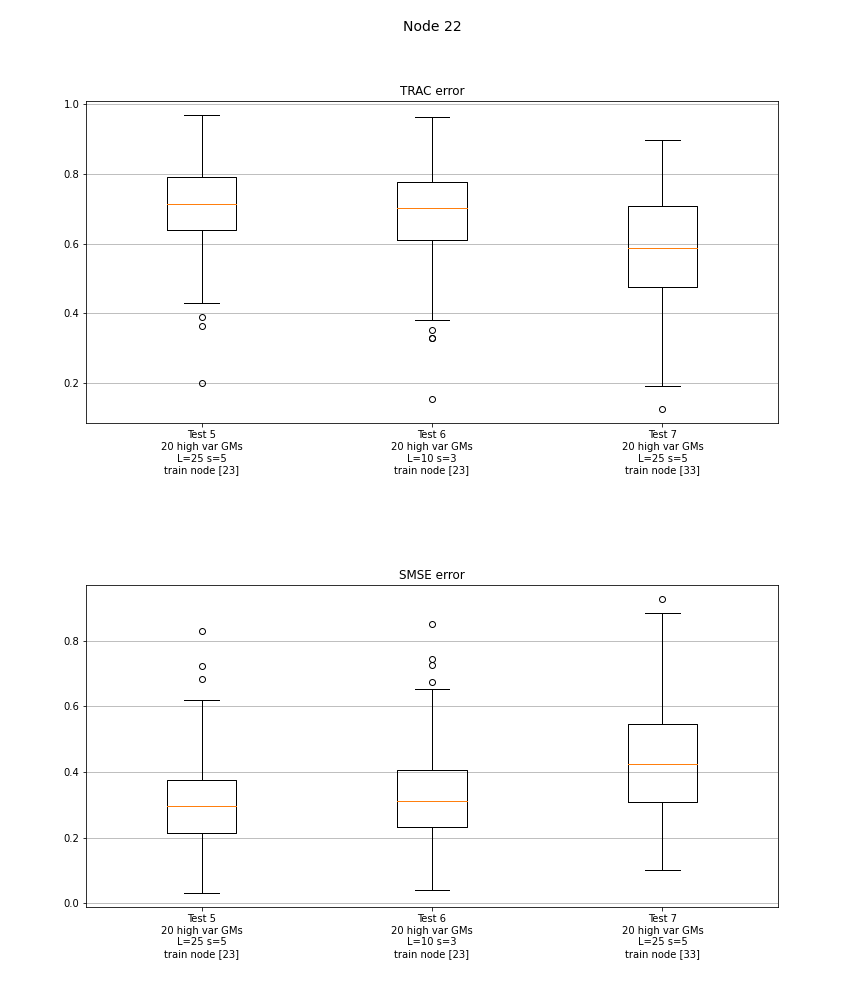 Node 22
TRAC error
1.0
0.8
0.6
0.4
0.2
Test 5
20 high var GMs
L=25 s=5
train node [23]
Test 6
20 high var GMs
L=10 s=3
train node [23]
Test 7
20 high var GMs
L=25 s=5
train node [33]
SMSE error
0.8
0.6
0.4
0.2
0.0
Test 5
20 high var GMs
L=25 s=5
train node [23]
Test 6
20 high var GMs
L=10 s=3
train node [23]
Test 7
20 high var GMs
L=25 s=5
train node [33]